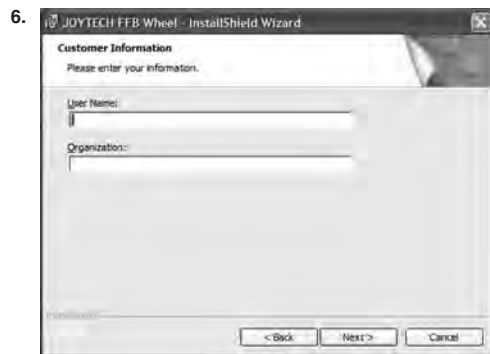 6.
JOYTECH FFB Wheel - InstallShield Wizard
Customer Information
Please enter your information.
User Name:
Organization:
< Back Next > Cancel